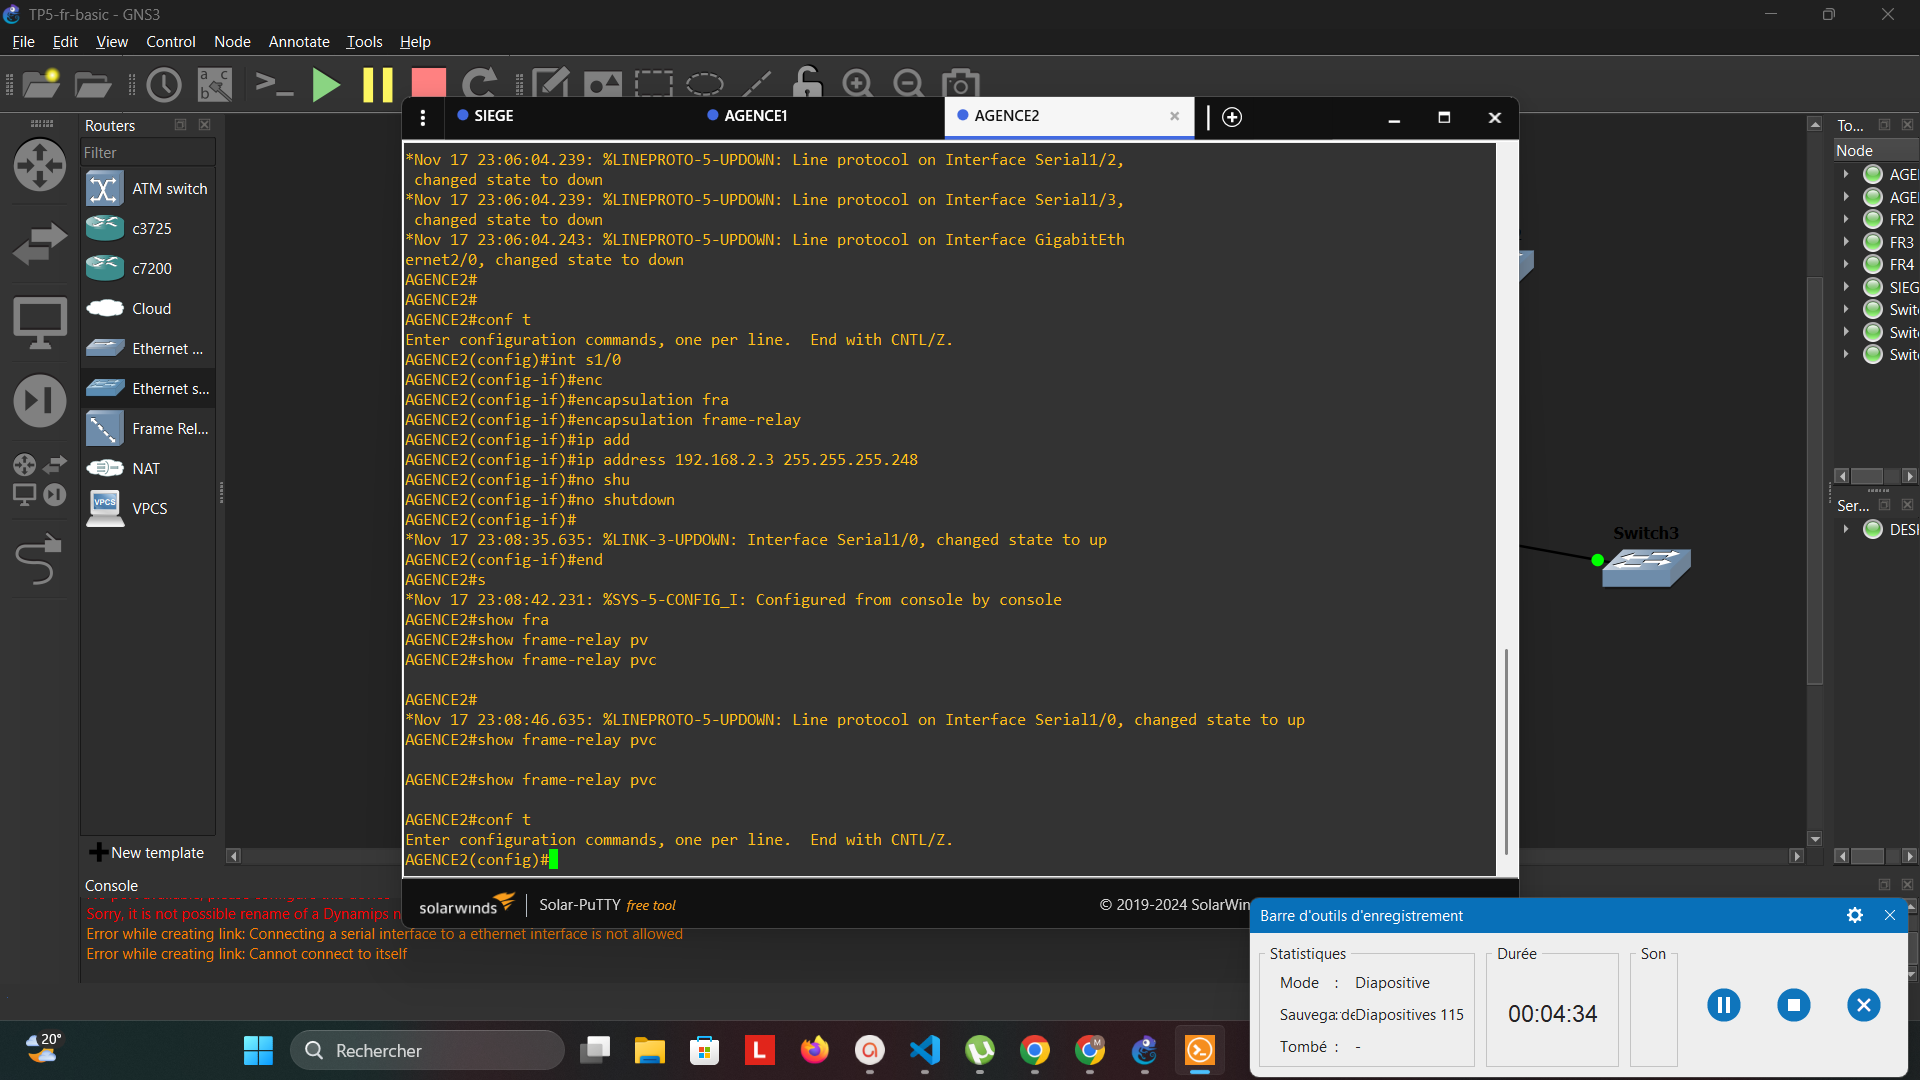 TP5-fr-basic - GNS3
File Edit View Control Node Annotate Tools Help
SIEGE
AGENCE1
AGENCE2
Routers
Filter
ATM switch
c3725
c7200
Cloud
Ethernet ...
Ethernet s...
Frame Rel...
NAT
VPCS
VPCS
New template
*Nov 17 23:06:04.239: %LINEPROTO-5-UPDOWN: Line protocol on Interface Serial1/2,
changed state to down
*Nov 17 23:06:04.239: %LINEPROTO-5-UPDOWN: Line protocol on Interface Serial1/3,
changed state to down
*Nov 17 23:06:04.243: %LINEPROTO-5-UPDOWN: Line protocol on Interface GigabitEth
ernet2/0, changed state to down
AGENCE2#
AGENCE2#
AGENCE2#conf t
Enter configuration commands, one per line.  End with CNTL/Z.
AGENCE2(config)#int s1/0
AGENCE2(config-if)#enc
AGENCE2(config-if)#encapsulation fra
AGENCE2(config-if)#encapsulation frame-relay
AGENCE2(config-if)#ip add
AGENCE2(config-if)#ip address 192.168.2.3 255.255.255.248
AGENCE2(config-if)#no shu
AGENCE2(config-if)#no shutdown
AGENCE2(config-if)#
*Nov 17 23:08:35.635: %LINK-3-UPDOWN: Interface Serial1/0, changed state to up
AGENCE2(config-if)#end
AGENCE2#s
*Nov 17 23:08:42.231: %SYS-5-CONFIG_I: Configured from console by console
AGENCE2#show fra
AGENCE2#show frame-relay pv
AGENCE2#show frame-relay pvc
AGENCE2#
*Nov 17 23:08:46.635: %LINEPROTO-5-UPDOWN: Line protocol on Interface Serial1/0, changed state to up
AGENCE2#show frame-relay pvc
AGENCE2#show frame-relay pvc
AGENCE2#conf t
Enter configuration commands, one per line.  End with CNTL/Z.
AGENCE2(config)#
solarwinds
Solar-PuTTY free tool
© 2019-2024 SolarWin
To...
Node
AGE
AGE
FR2
FR3
FR4
SIEG
Swit
Swit
Swit
Ser...
DES
Switch3
Console
Sorry, it is not possible rename of a Dynamips n
Error while creating link: Connecting a serial interface to a ethernet interface is not allowed
Error while creating link: Cannot connect to itself
Barre d'outils d'enregistrement
Statistiques
Mode : Diapositive
Sauvega:de Diapositives 115
Tombé : -
Durée
00:04:34
Son
20°
Rechercher